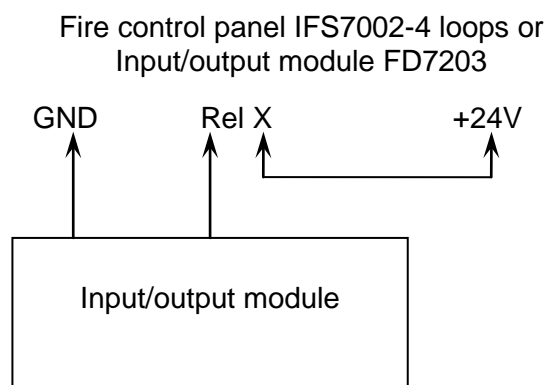 Fire control panel IFS7002-4 loops or
Input/output module FD7203
GND Rel X +24V
Input/output module